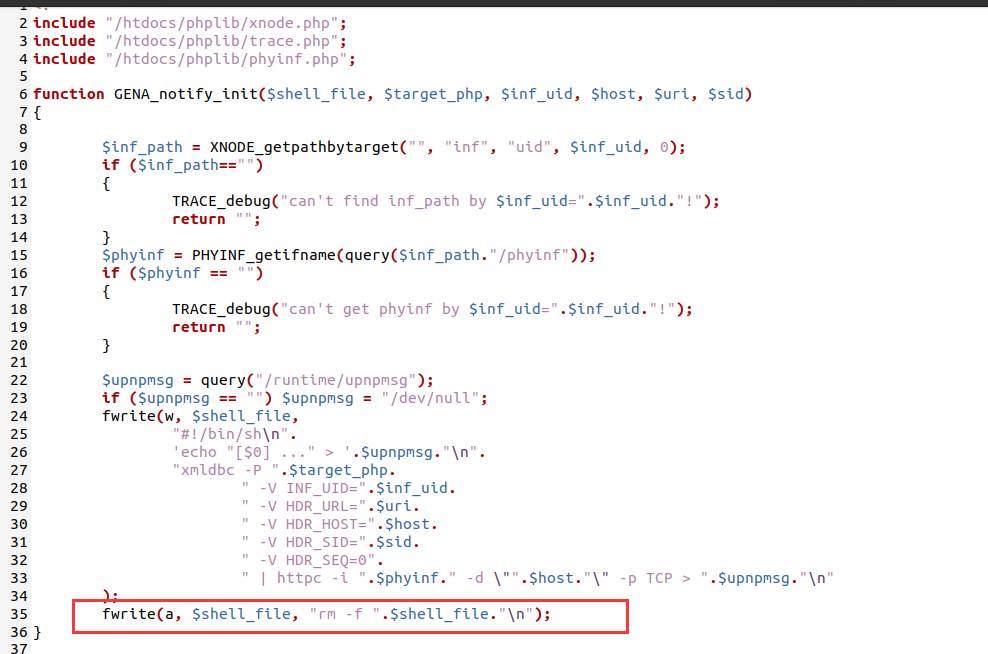 2 include "/htdocs/phplib/xnode.php";
3 include "/htdocs/phplib/trace.php";
4 include "/htdocs/phplib/phyinf.php";
5
6 function GENA_notify_init($shell_file, $target_php, $inf_uid, $host, $uri, $sid)
7 {
8
9 $inf_path = XNODE_getpathbytarget("", "inf", "uid", $inf_uid, 0);
10 if ($inf_path=="")
11 {
12 TRACE_debug("can't find inf_path by $inf_uid=".$inf_uid."!");
13 return "";
14 }
15 $phyinf = PHYINF_getifname(query($inf_path."/phyinf"));
16 if ($phyinf == "")
17 {
18 TRACE_debug("can't get phyinf by $inf_uid=".$inf_uid."!");
19 return "";
20 }
21
22 $upnpmsg = query("/runtime/upnpmsg");
23 if ($upnpmsg == "") $upnpmsg = "/dev/null";
24 fwrite(w, $shell_file,
25 "#!/bin/sh\n".
26 'echo "[$0] ..." > '.$upnpmsg."\n".
27 "xmldbc -P ".$target_php.
28 " -V INF_UID=".$inf_uid.
29 " -V HDR_URL=".$uri.
30 " -V HDR_HOST=".$host.
31 " -V HDR_SID=".$sid.
32 " -V HDR_SEQ=0".
33 " | httpc -i ".$phyinf." -d \"".$host."\" -p TCP > ".$upnpmsg."\n"
34 );
35 fwrite(a, $shell_file, "rm -f ".$shell_file."\n");
36 }
37